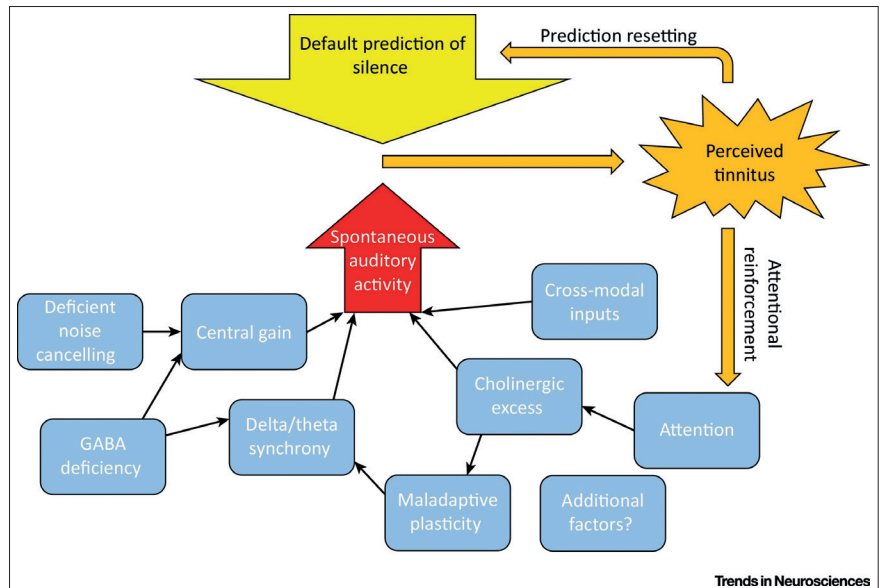 Default prediction of
silence
Prediction resetting
Perceived
tinnitus
Spontaneous
auditory
activity
Attentional
reinforcement
Deficient
noise
cancelling
Central gain
Cross-modal
inputs
GABA
deficiency
Delta/theta
synchrony
Cholinergic
excess
Attention
Maladaptive
plasticity
Additional
factors?
Trends in Neurosciences